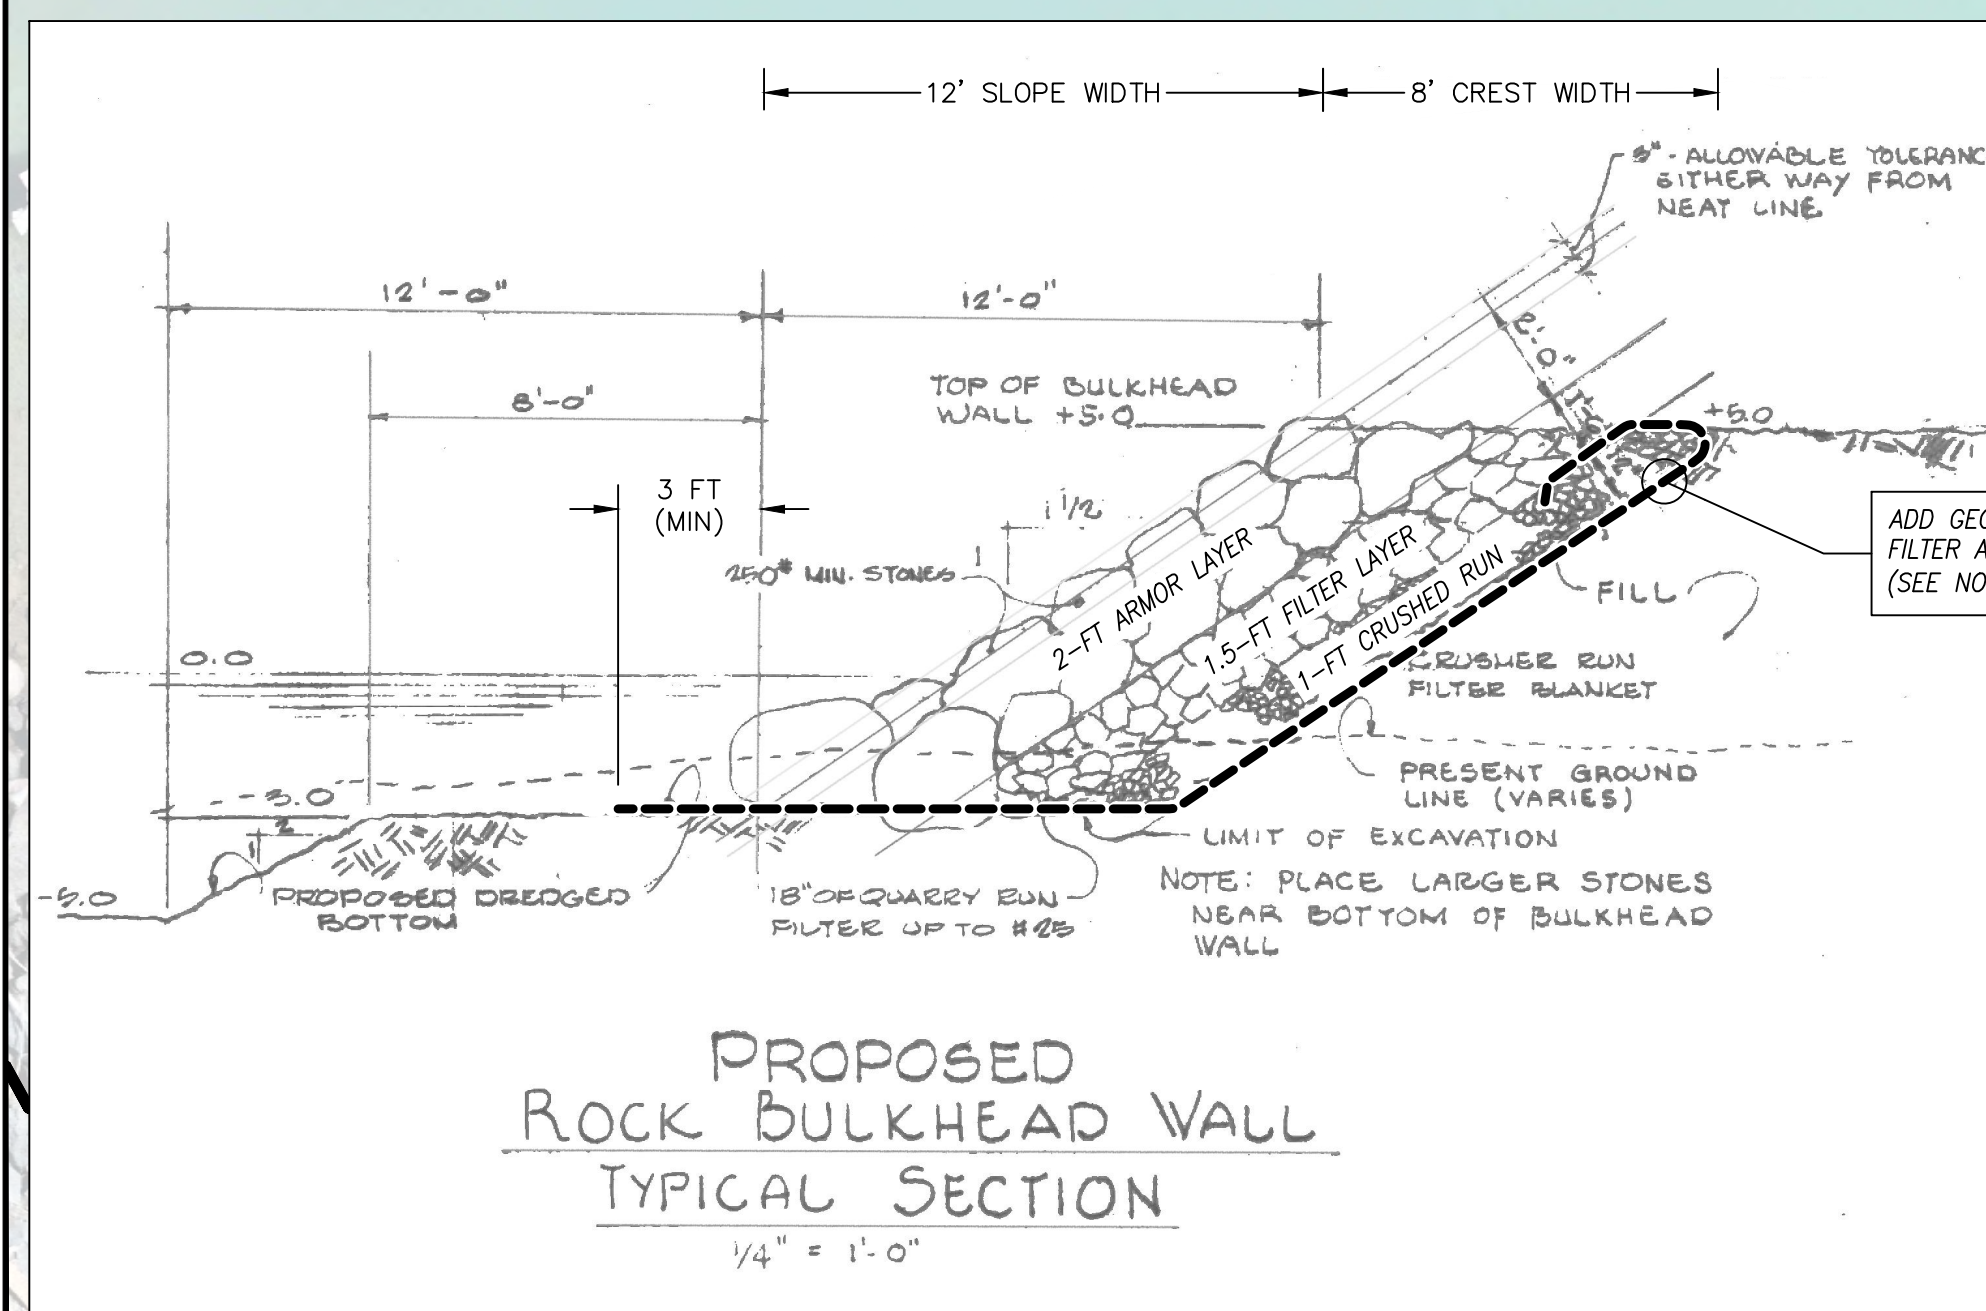 12' SLOPE WIDTH
8' CREST WIDTH
3"- ALLOWABLE TOLERANC
EITHER WAY FROM
NEAT LINE
12'-0"
12'-0"
2'-0"
TOP OF BULKHEAD
WALL +5.0
8'-0"
+5.0
3 FT
(MIN)
1 1/2
1
250# MIN. STONES
ADD GEO
FILTER A
(SEE NO
2-FT ARMOR LAYER
1.5-FT FILTER LAYER
1-FT CRUSHED RUN
FILL
0.0
CRUSHER RUN
FILTER BLANKET
PRESENT GROUND
LINE (VARIES)
-3.0
2
1
LIMIT OF EXCAVATION
-5.0
PROPOSED DREDGED
BOTTOM
18" OF QUARRY RUN
FILTER UP TO #25
NOTE: PLACE LARGER STONES
NEAR BOTTOM OF BULKHEAD
WALL
PROPOSED
ROCK BULKHEAD WALL
TYPICAL SECTION
1/4" = 1'-0"